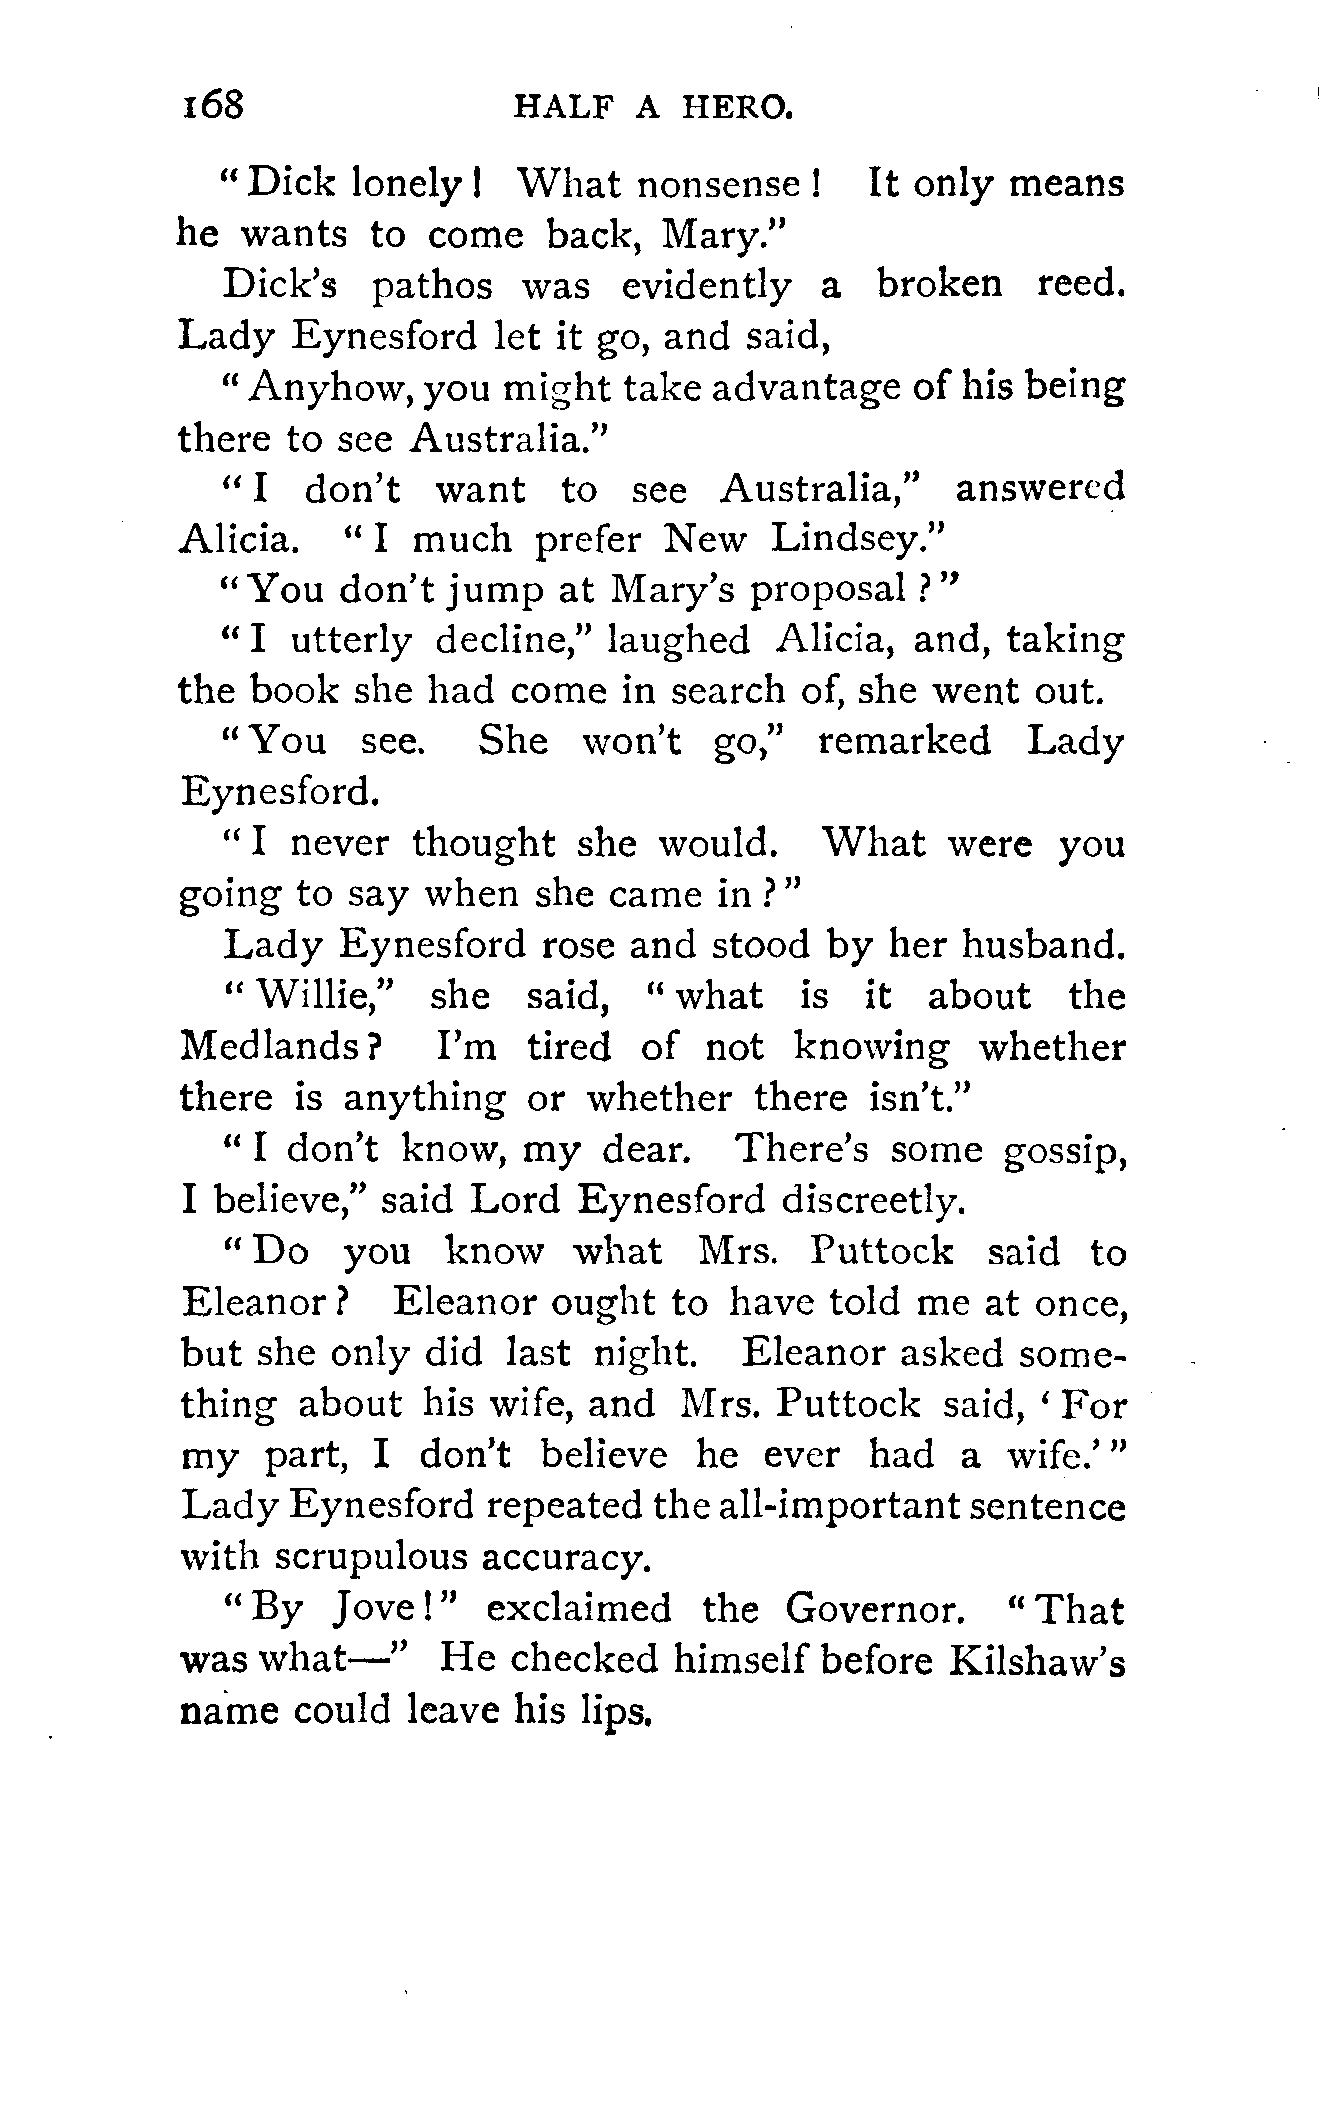 168 HALF A HERO.
“Dick lonely! What nonsense! It only means
he wants to come back, Mary.”
Dick’s pathos was evidently a broken reed.
Lady Eynesford let it go, and said,
“Anyhow, you might take advantage of his being
there to see Australia.”
“I don’t want to see Australia,” answered
Alicia. “I much prefer New Lindsey.”
“You don’t jump at Mary’s proposal?”
“I utterly decline,” laughed Alicia, and, taking
the book she had come in search of, she went out.
“You see. She won’t go,” remarked Lady
Eynesford.
“I never thought she would. What were you
going to say when she came in?”
Lady Eynesford rose and stood by her husband.
“Willie,” she said, “what is it about the
Medlands? I’m tired of not knowing whether
there is anything or whether there isn’t.”
“I don’t know, my dear. There’s some gossip,
I believe,” said Lord Eynesford discreetly.
“Do you know what Mrs. Puttock said to
Eleanor? Eleanor ought to have told me at once,
but she only did last night. Eleanor asked some-
thing about his wife, and Mrs. Puttock said, ‘For
my part, I don’t believe he ever had a wife.’”
Lady Eynesford repeated the all-important sentence
with scrupulous accuracy.
“By Jove!” exclaimed the Governor. “That
was what—” He checked himself before Kilshaw’s
name could leave his lips.